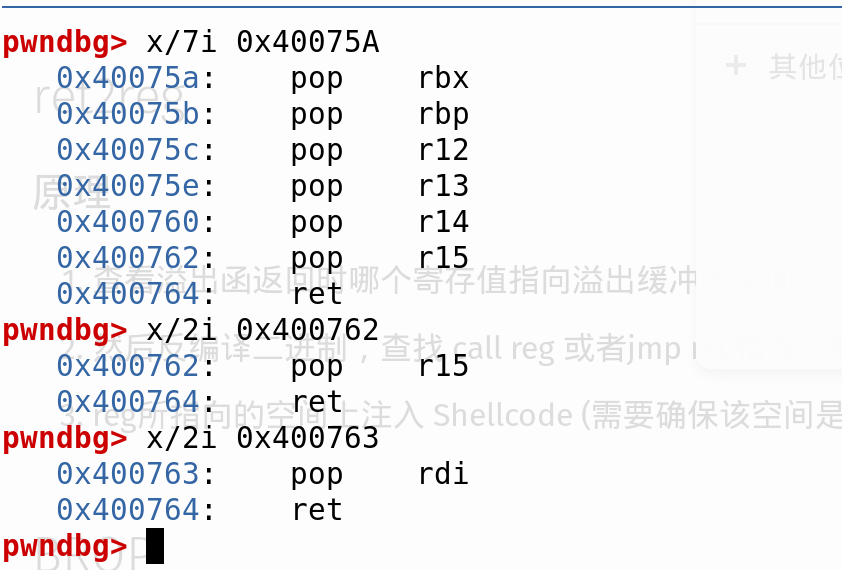 pwndbg> x/7i 0x40075A
0x40075a: pop rbx
0x40075b: pop rbp
0x40075c: pop r12
0x40075e: pop r13
0x400760: pop r14
0x400762: pop r15
0x400764: ret
pwndbg> x/2i 0x400762
0x400762: pop r15
0x400764: ret
pwndbg> x/2i 0x400763
0x400763: pop rdi
0x400764: ret
pwndbg>
+ 其他位
ret2reg
原理
1. 查看溢出函返回时哪个寄存值指向溢出缓冲
2. 然后反编译二进制，查找 call reg 或者jmp
3. reg所指向的空间上注入 Shellcode (需要确保该空间是
BROP